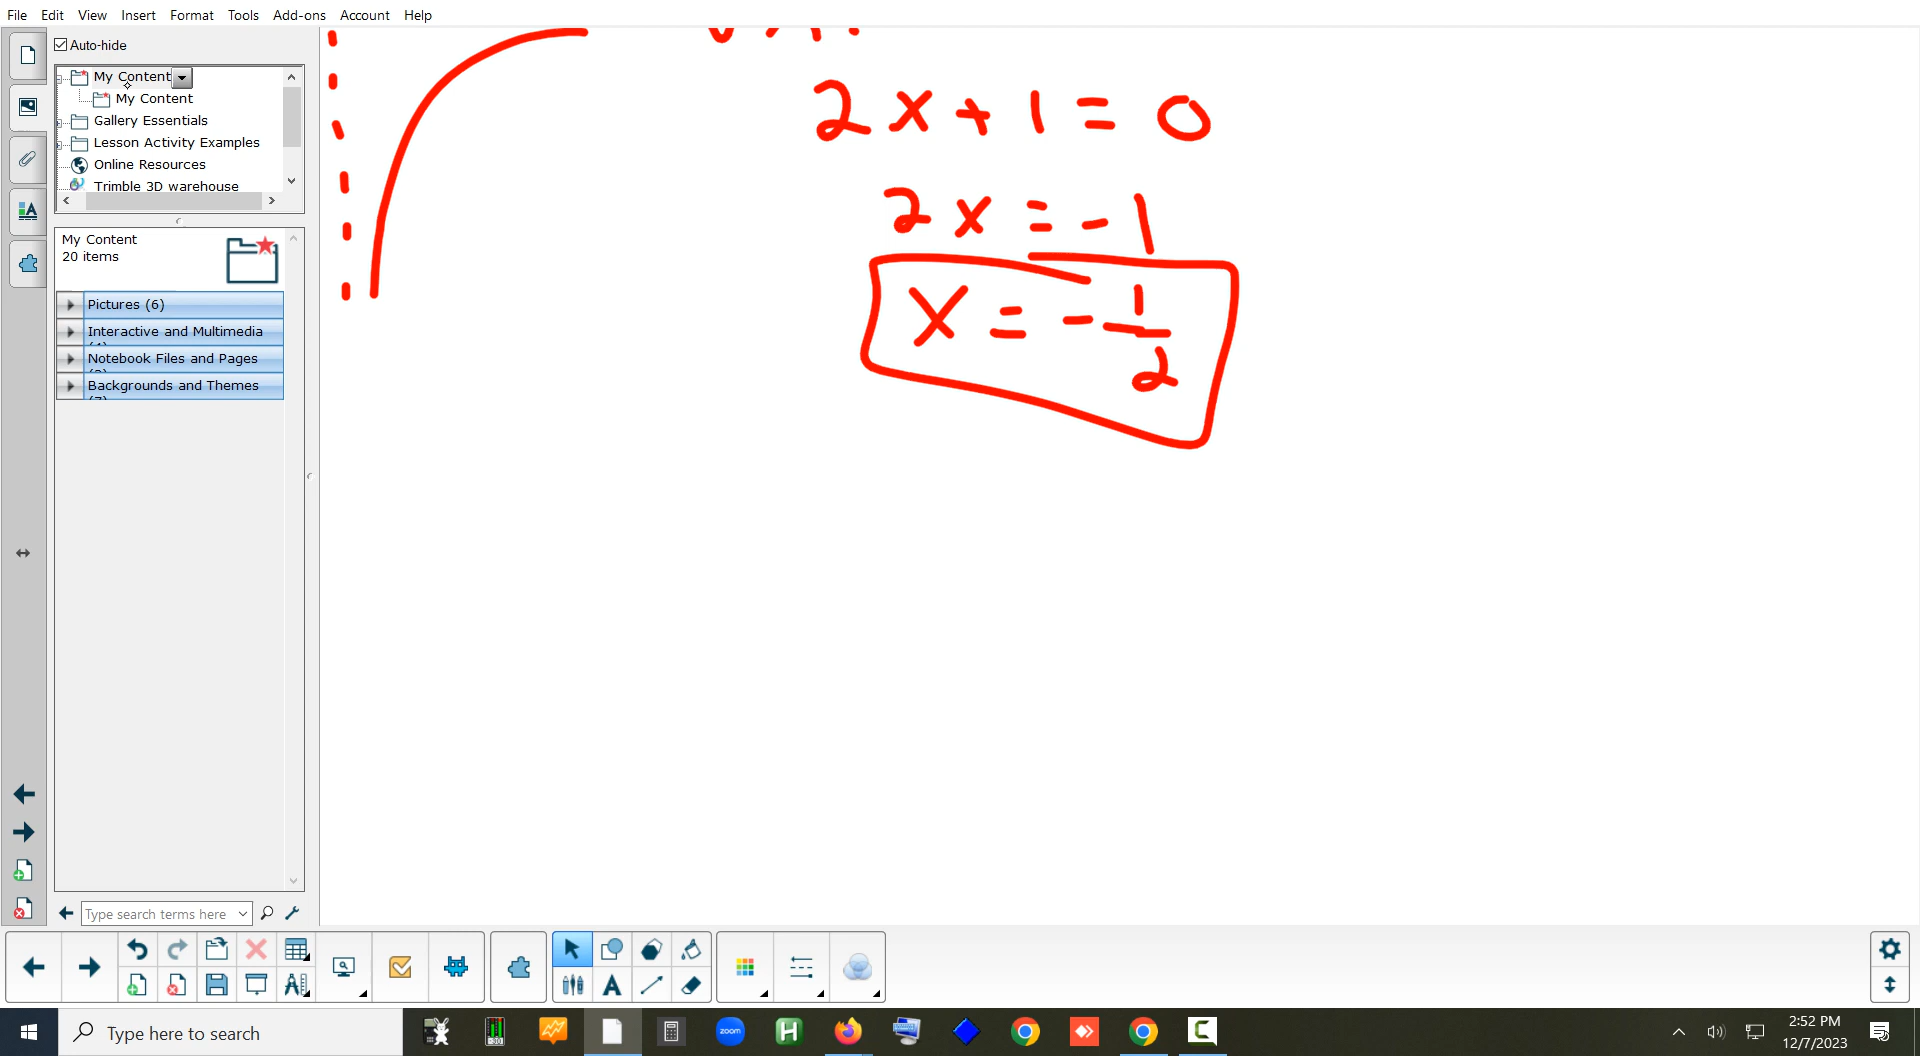 File Edit View Insert Format Tools Add-ons Account Help
Auto-hide
My Content
My Content
Gallery Essentials
Lesson Activity Examples
Online Resources
Trimble 3D warehouse
My Content
20 items
Pictures (6)
Interactive and Multimedia
Notebook Files and Pages
Backgrounds and Themes
Type search terms here
2x + 1 = 0
2x = -1
x = -1/2
A
Type here to search
zoom
H
C
2:52 PM
12/7/2023